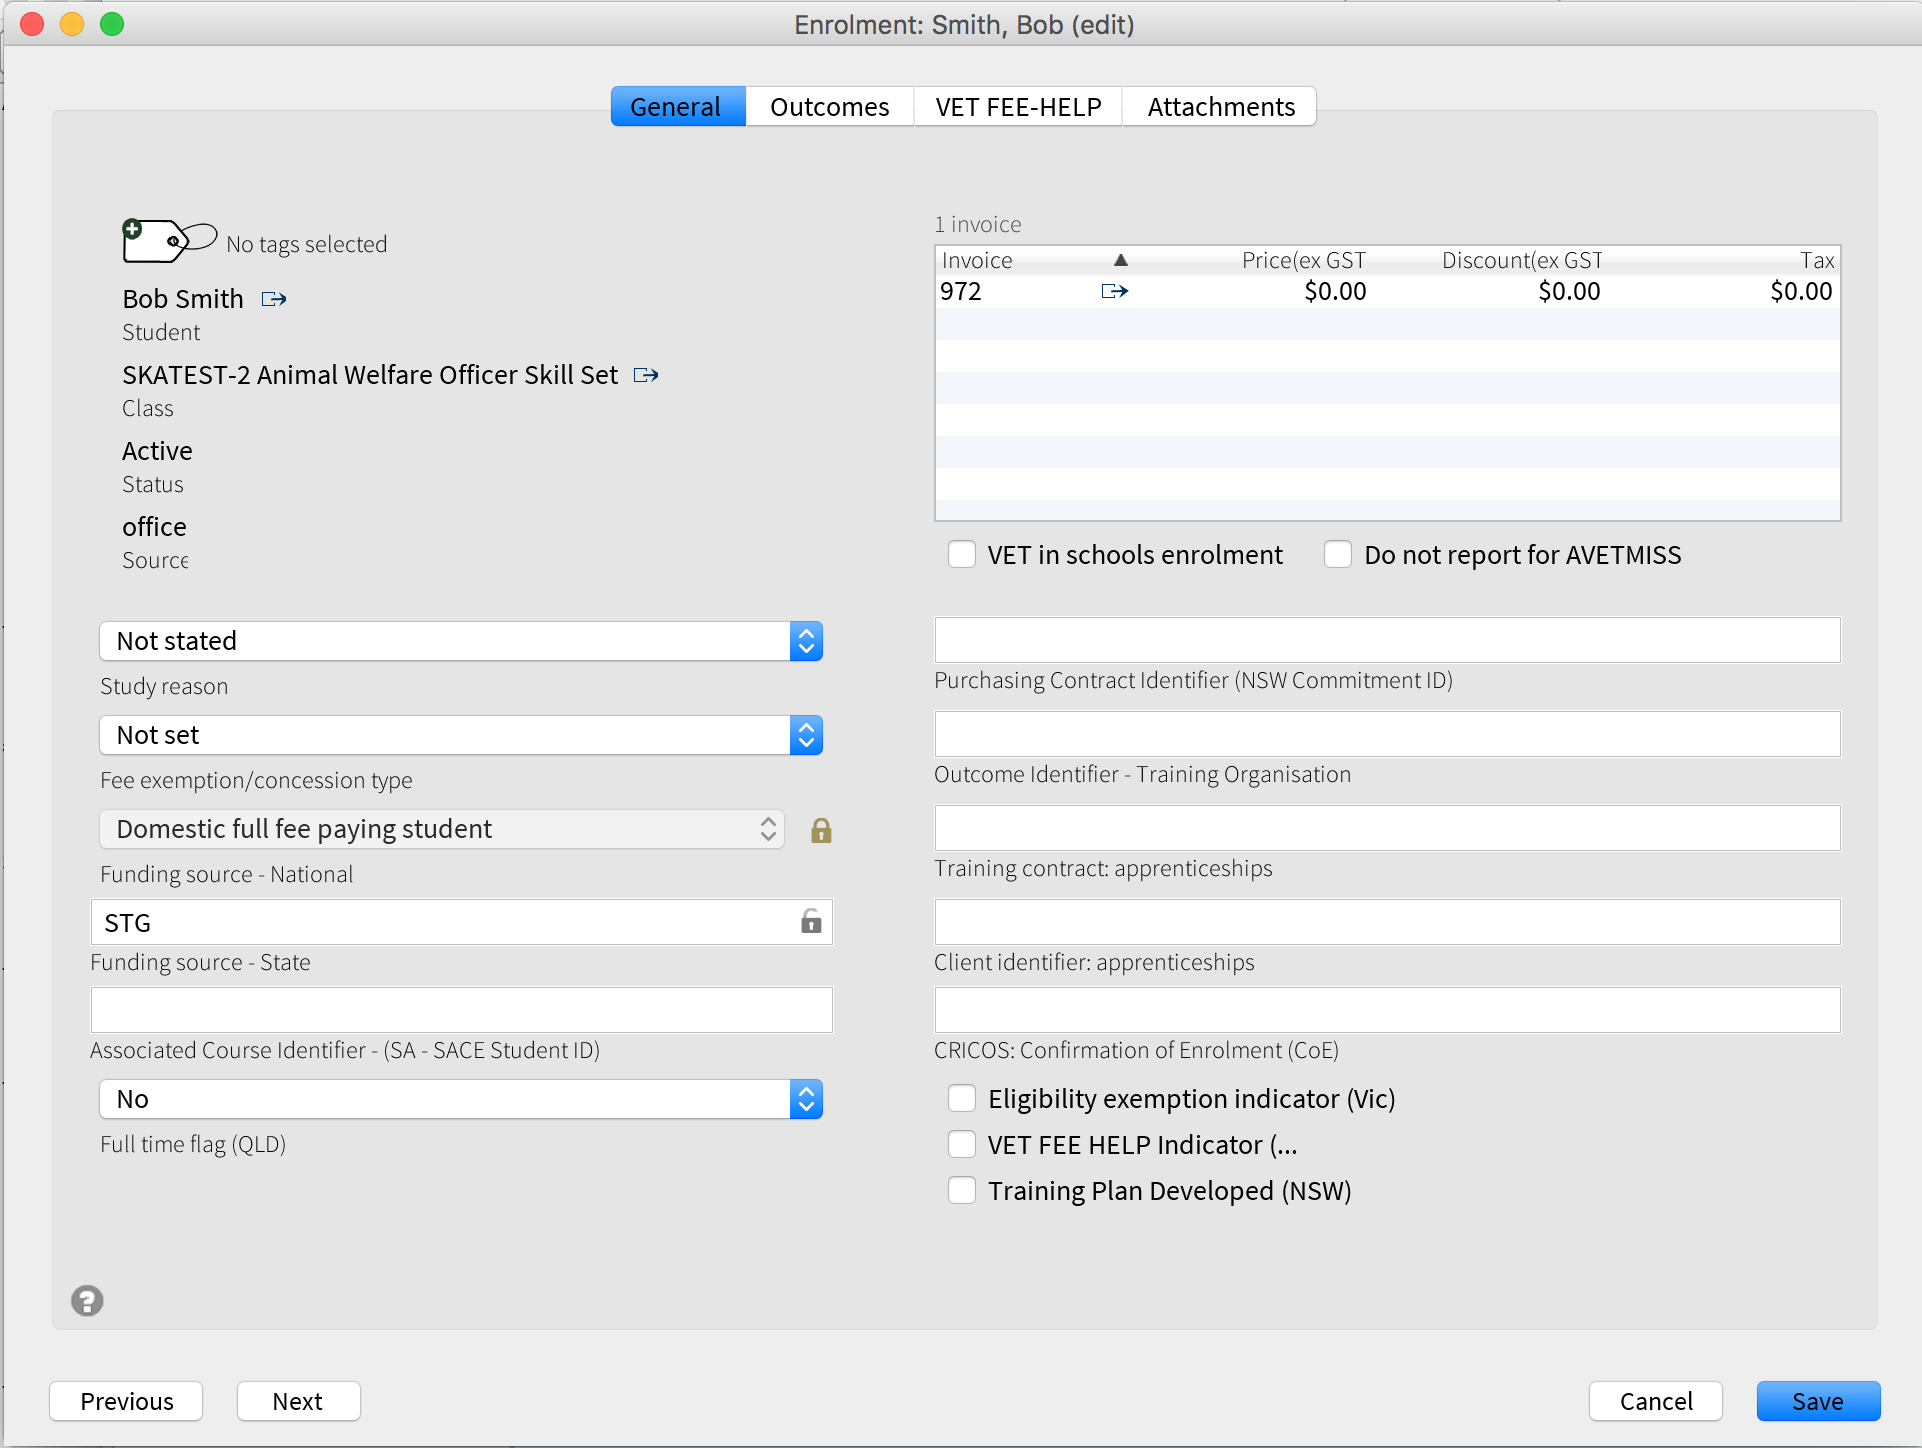 Enrolment: Smith, Bob (edit)
General Outcomes VET FEE-HELP Attachments
No tags selected
Bob Smith
Student
SKATEST-2 Animal Welfare Officer Skill Set
Class
Active
Status
office
Source
Not stated
Study reason
Not set
Fee exemption/concession type
Domestic full fee paying student
Funding source - National
STG
Funding source - State
Associated Course Identifier - (SA - SACE Student ID)
No
Full time flag (QLD)
1 invoice
Invoice Price(ex GST Discount(ex GST Tax
972 $0.00 $0.00 $0.00
VET in schools enrolment Do not report for AVETMISS
Purchasing Contract Identifier (NSW Commitment ID)
Outcome Identifier - Training Organisation
Training contract: apprenticeships
Client identifier: apprenticeships
CRICOS: Confirmation of Enrolment (CoE)
Eligibility exemption indicator (Vic)
VET FEE HELP Indicator (...
Training Plan Developed (NSW)
?
Previous Next Cancel Save